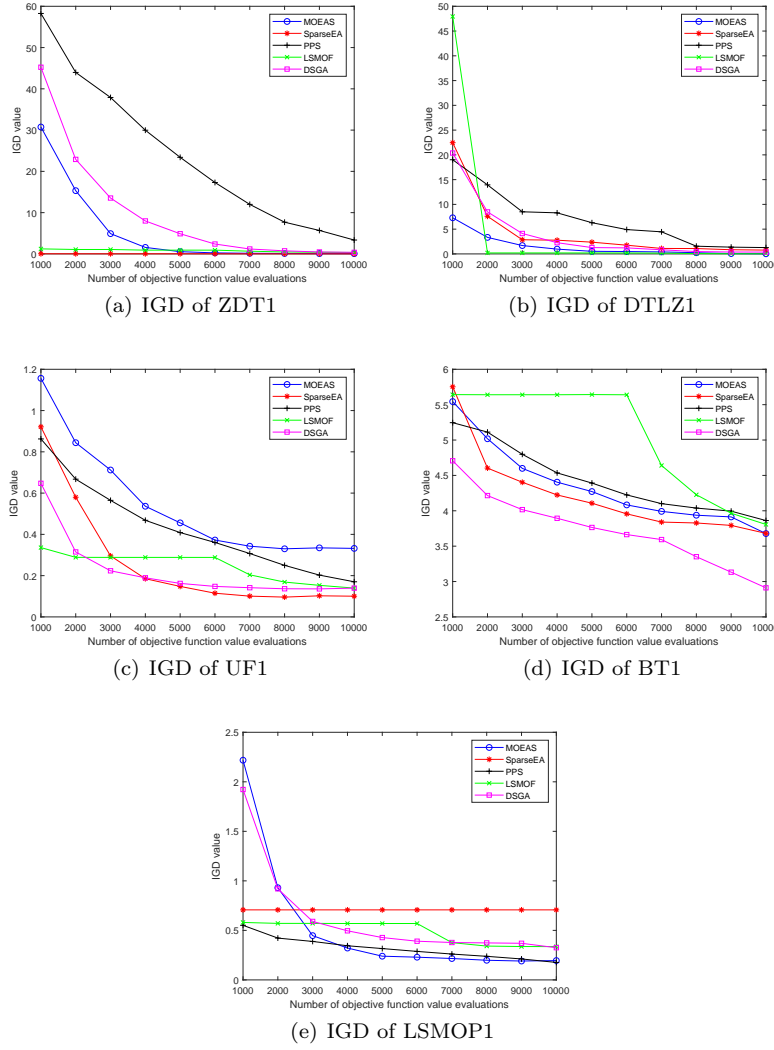 60
50
40
30
20
10
0
IGD value
1000 2000 3000 4000 5000 6000 7000 8000 9000 10000
Number of objective function value evaluations
MOEAS
SparseEA
PPS
LSMOF
DSGA
(a) IGD of ZDT1
50
45
40
35
30
25
20
15
10
5
0
IGD value
1000 2000 3000 4000 5000 6000 7000 8000 9000 1000
Number of objective function value evaluations
MOEAS
SparseEA
PPS
LSMOF
DSGA
(b) IGD of DTLZ1
1.2
1
0.8
0.6
0.4
0.2
0
IGD value
1000 2000 3000 4000 5000 6000 7000 8000 9000 10000
Number of objective function value evaluations
MOEAS
SparseEA
PPS
LSMOF
DSGA
(c) IGD of UF1
6
5.5
5
4.5
4
3.5
3
2.5
IGD value
1000 2000 3000 4000 5000 6000 7000 8000 9000 1000
Number of objective function value evaluations
MOEAS
SparseEA
PPS
LSMOF
DSGA
(d) IGD of BT1
2.5
2
1.5
1
0.5
0
IGD value
1000 2000 3000 4000 5000 6000 7000 8000 9000 10000
Number of objective function value evaluations
MOEAS
SparseEA
PPS
LSMOF
DSGA
(e) IGD of LSMOP1